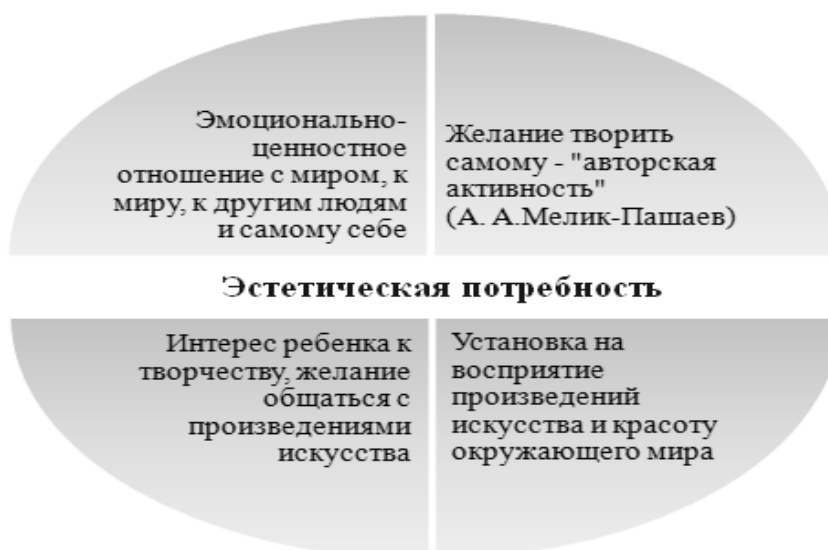 Эмоционально-
ценностное
отношение с миром, к
миру, к другим людям
и самому себе
Желание творить
самому - "авторская
активность"
(А. А.Мелик-Пашаев)
Эстетическая потребность
Интерес ребенка к
творчеству, желание
общаться с
произведениями
искусства
Установка на
восприятие
произведений
искусства и красоту
окружающего мира